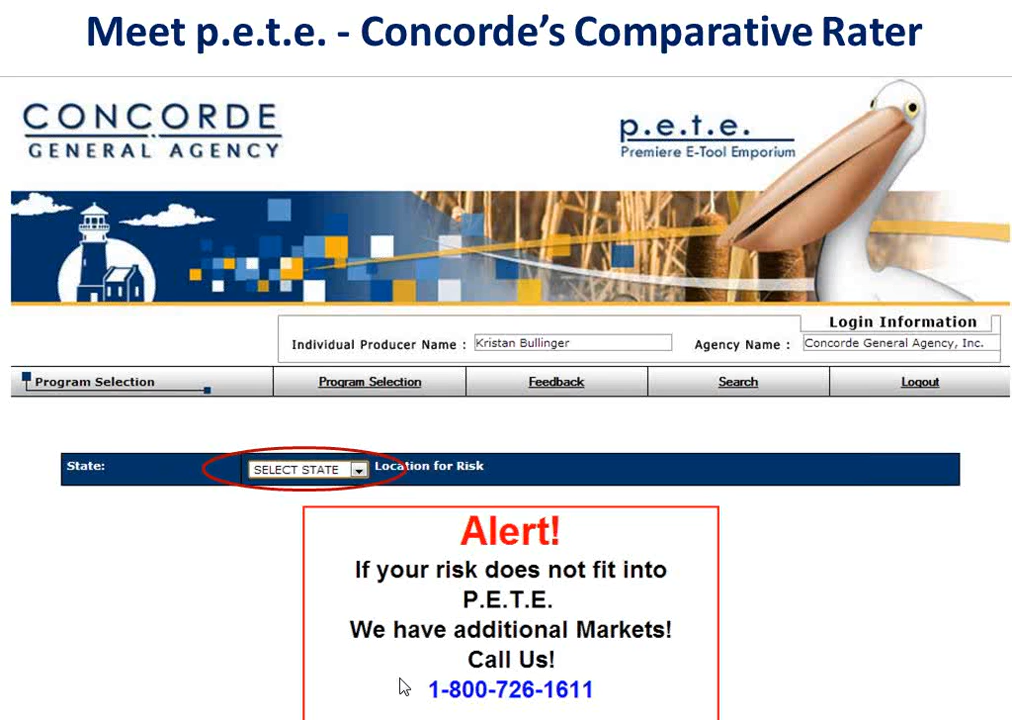 Meet p.e.t.e. - Concorde's Comparative Rater
CONCORDE
GENERAL AGENCY
p.e.t.e.
Premiere E-Tool Emporium
Login Information
Individual Producer Name : Kristan Bullinger Agency Name : Concorde General Agency, Inc.
Program Selection Program Selection Feedback Search Logout
State: SELECT STATE Location for Risk
Alert!
If your risk does not fit into
P.E.T.E.
We have additional Markets!
Call Us!
1-800-726-1611